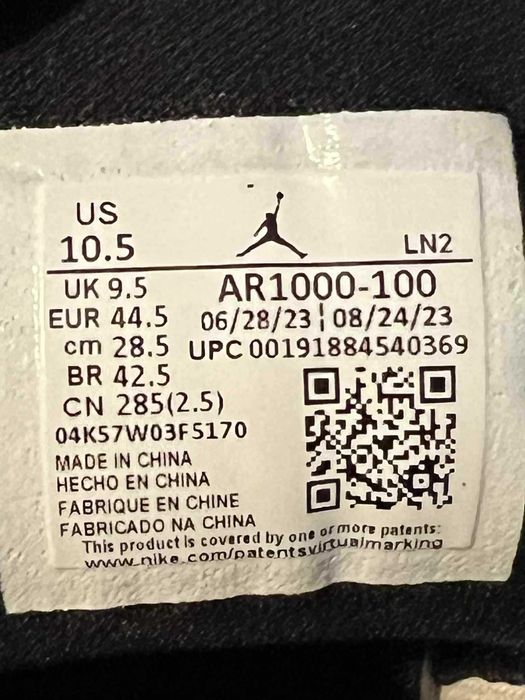 US
10.5
LN2
UK 9.5
AR1000-100
EUR 44.5
06/28/23 ¦ 08/24/23
cm 28.5
UPC 00191884540369
BR 42.5
CN 285(2.5)
04K57W03F5170
MADE IN CHINA
HECHO EN CHINA
FABRIQUE EN CHINE
FABRICADO NA CHINA
This product is covered by one or more patents:
www.nike.com/patentsvirtualmarking